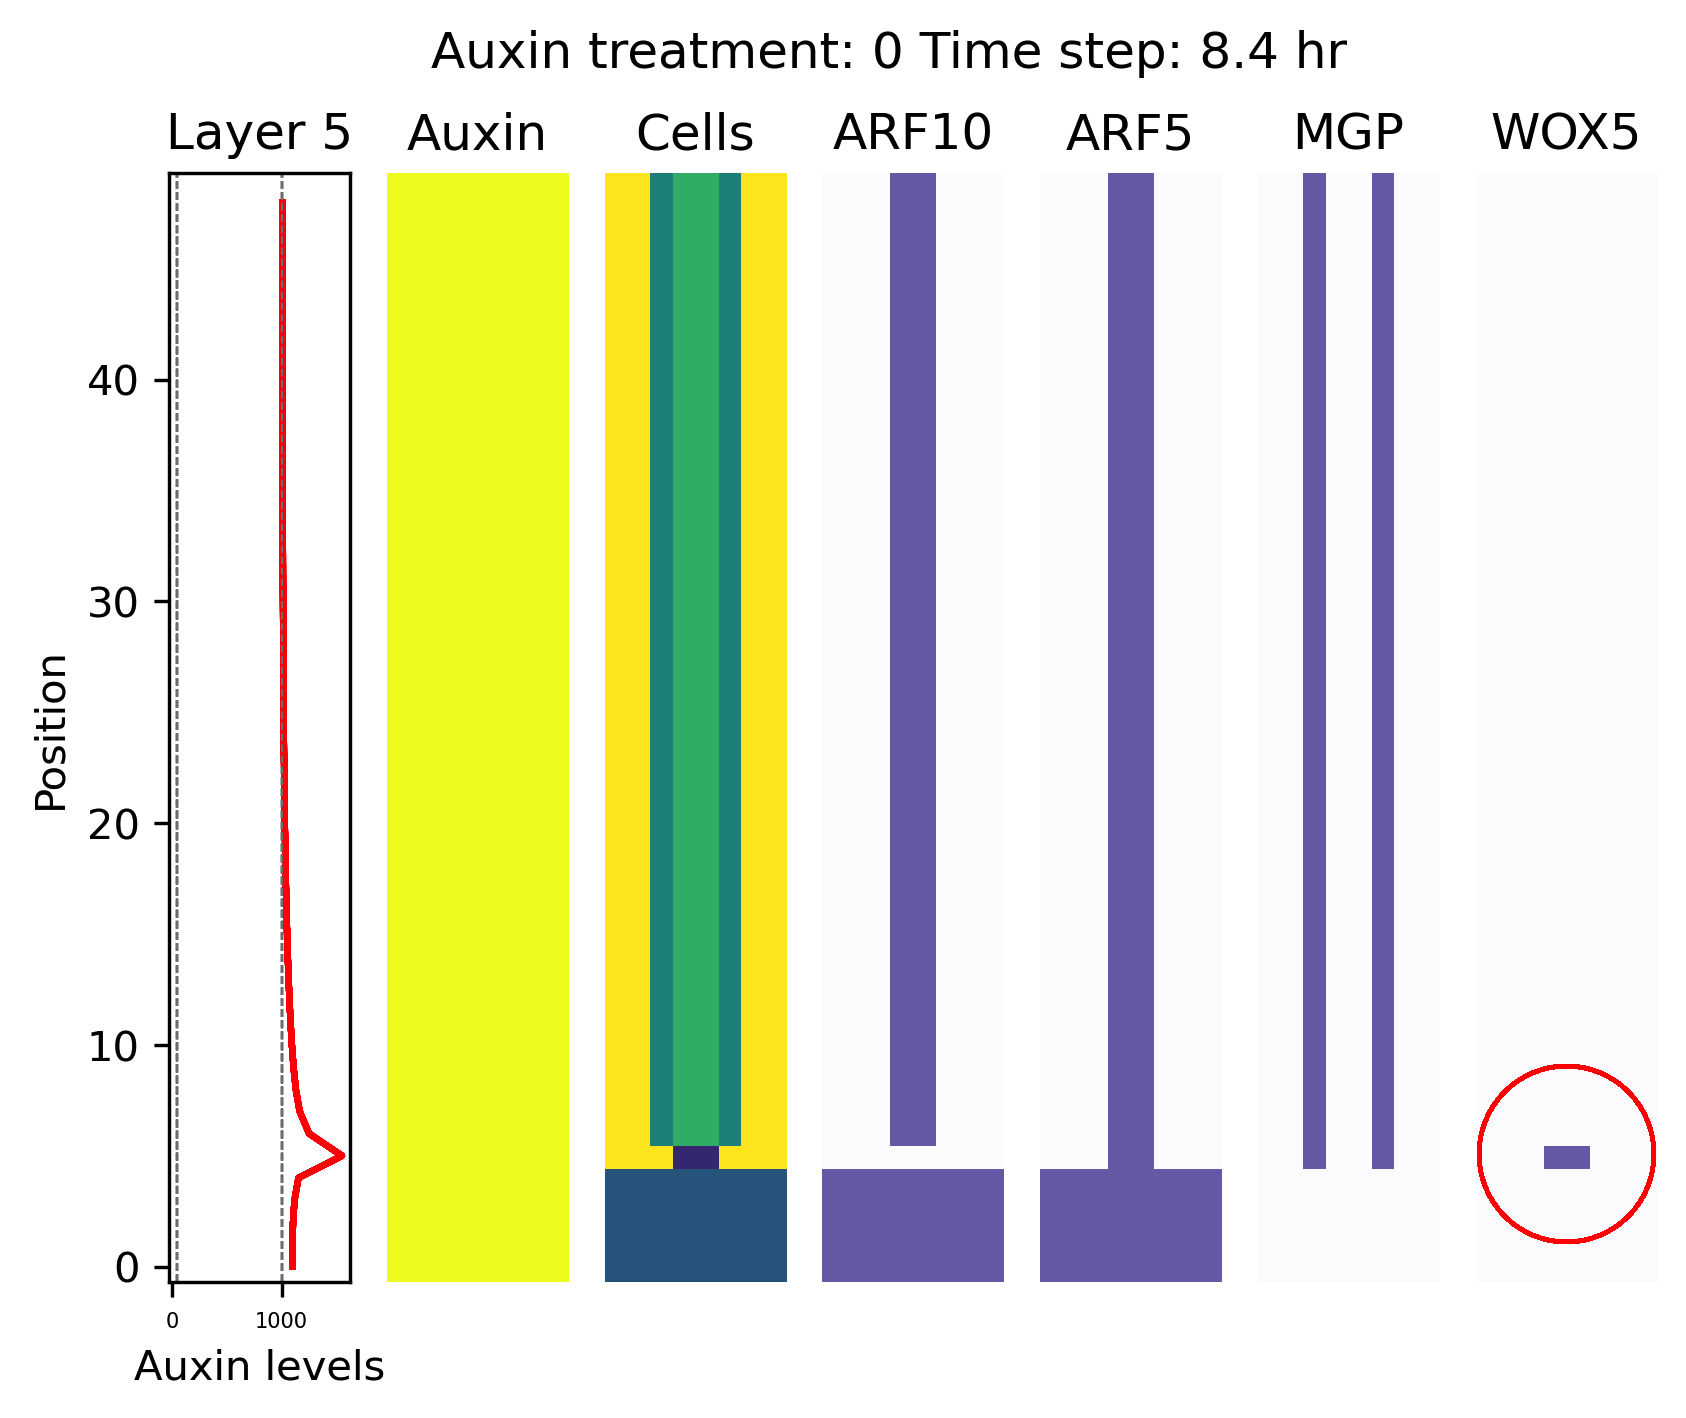 Auxin treatment: 0 Time step: 8.4 hr
Layer 5 Auxin Cells ARF10 ARF5 MGP WOX5
Position
40
30
20
10
0
0 1000
Auxin levels